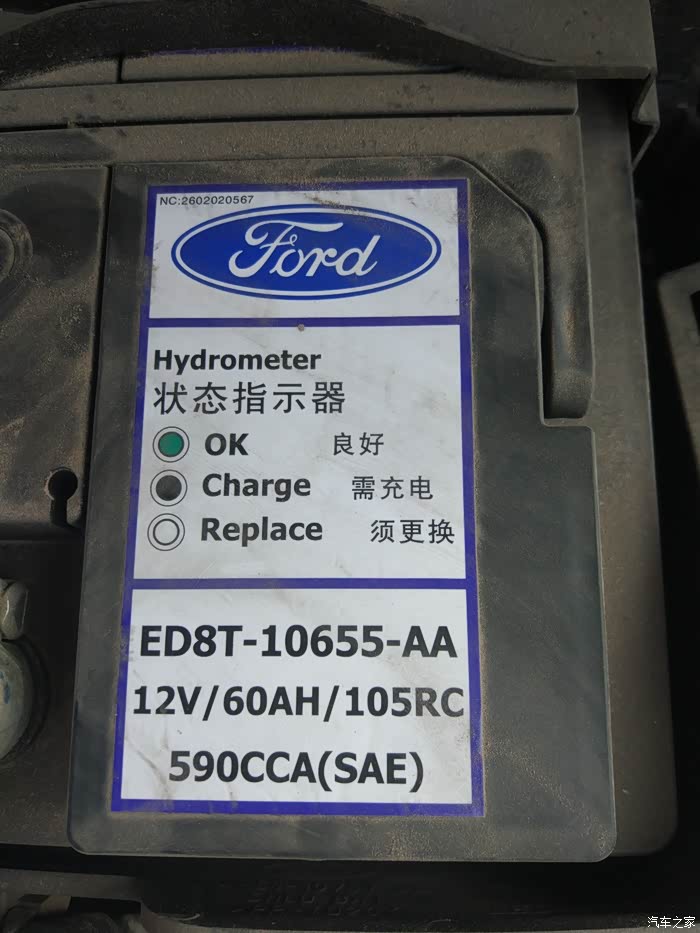 NC:2602020567
Ford
Hydrometer
状态指示器
OK 良好
Charge 需充电
Replace 须更换
ED8T-10655-AA
12V/60AH/105RC
590CCA(SAE)
汽车之家